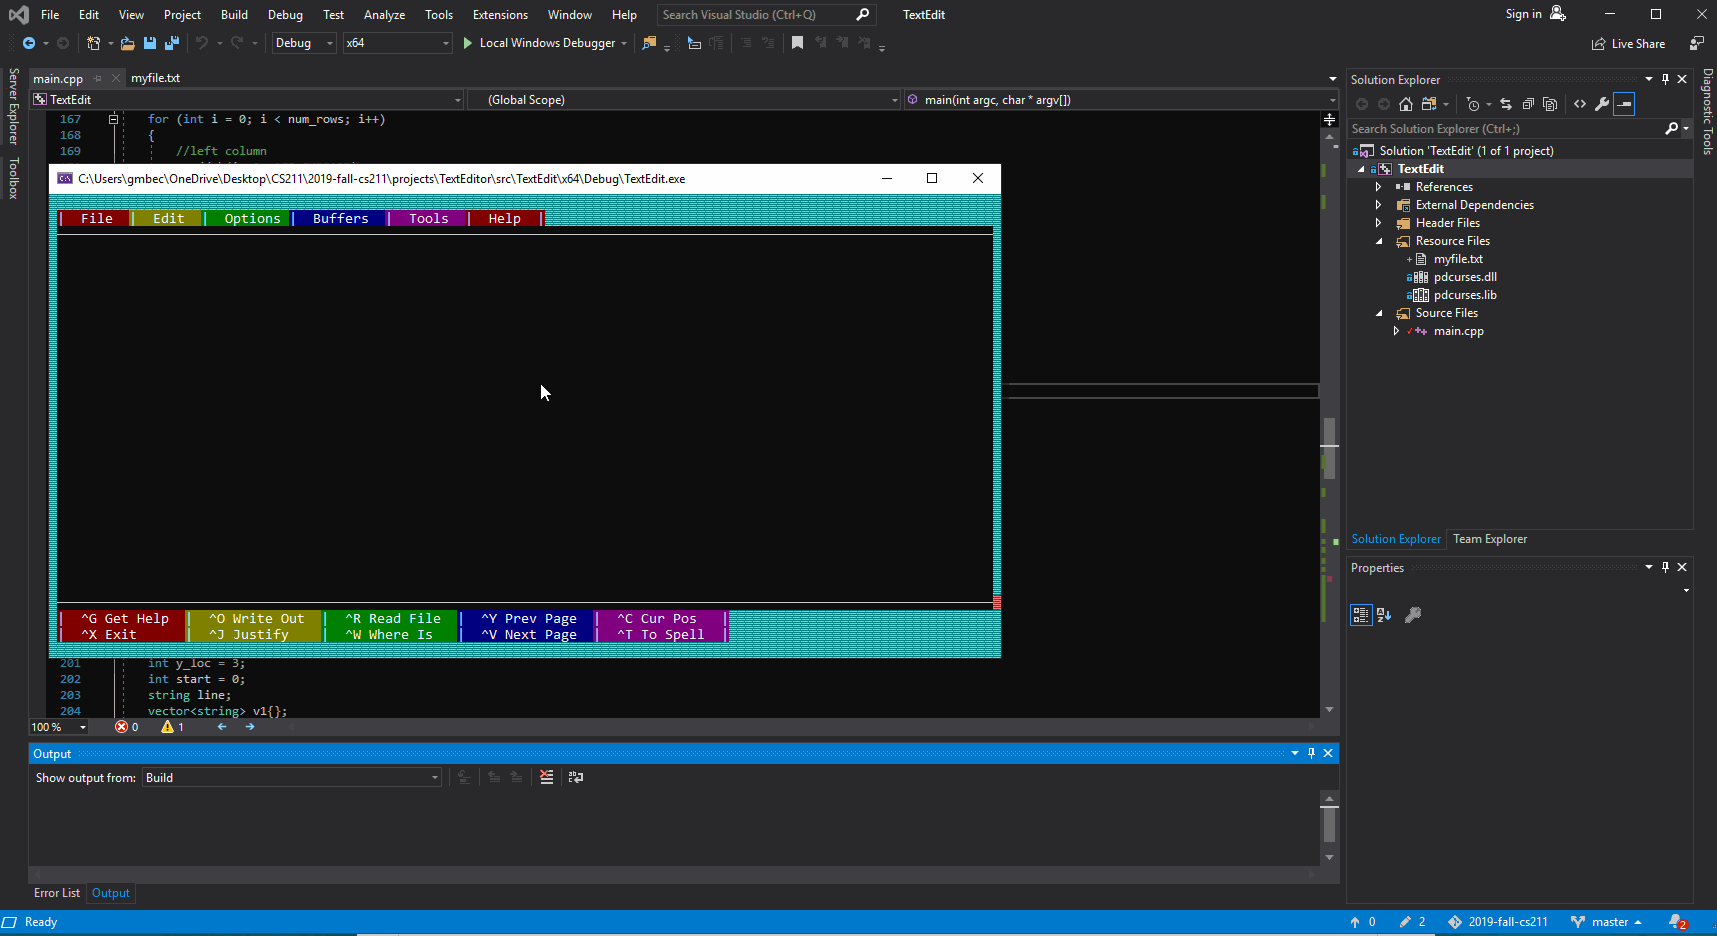 File Edit View Project Build Debug Test Analyze Tools Extensions Window Help Search Visual Studio (Ctrl+Q) TextEdit Sign in
Debug x64 Local Windows Debugger Live Share
Server Explorer
Toolbox
main.cpp myfile.txt
TextEdit (Global Scope) main(int argc, char * argv[])
167 for (int i = 0; i < num_rows; i++)
168 {
169 //left column
C:\Users\gmbec\OneDrive\Desktop\CS211\2019-fall-cs211\projects\TextEditor\src\TextEdit\x64\Debug\TextEdit.exe
| File | Edit | Options | Buffers | Tools | Help |
| ^G Get Help | ^O Write Out | ^R Read File | ^Y Prev Page | ^C Cur Pos |
| ^X Exit | ^J Justify | ^W Where Is | ^V Next Page | ^T To Spell |
201 int y_loc = 3;
202 int start = 0;
203 string line;
204 vector<string> v1{};
100 % 0 1
Output
Show output from: Build
Error List Output
Solution Explorer
Search Solution Explorer (Ctrl+;)
Solution 'TextEdit' (1 of 1 project)
TextEdit
References
External Dependencies
Header Files
Resource Files
myfile.txt
pdcurses.dll
pdcurses.lib
Source Files
main.cpp
Solution Explorer Team Explorer
Properties
Diagnostic Tools
Ready 0 2 2019-fall-cs211 master 2